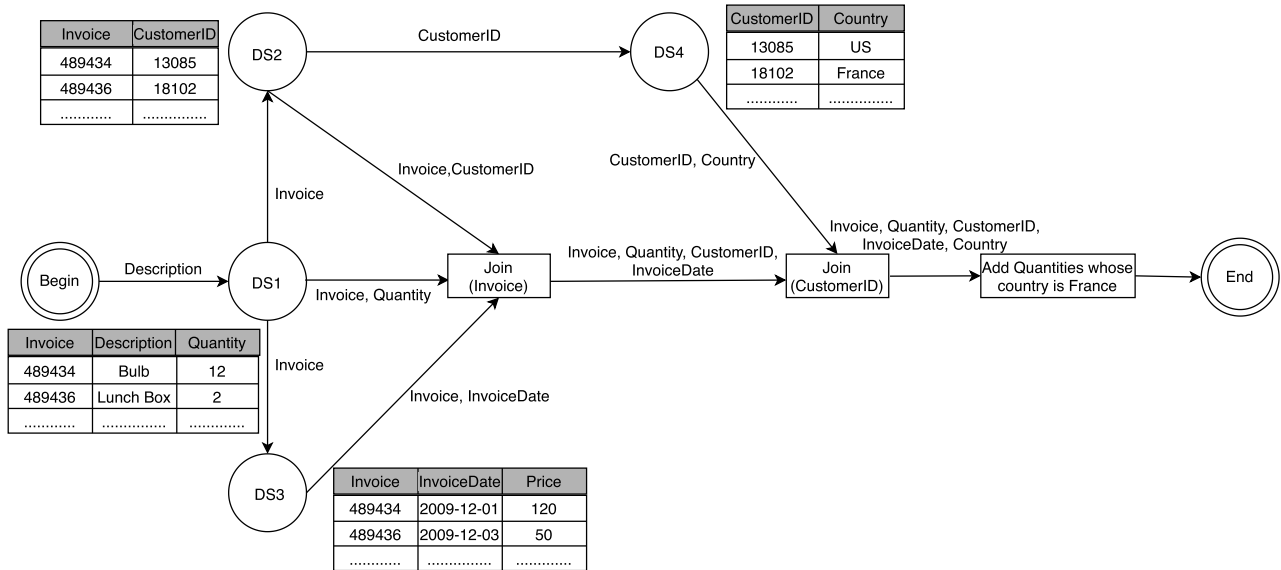 Invoice CustomerID
489434 13085
489436 18102
............ ...............
DS2
CustomerID
DS4
CustomerID Country
13085 US
18102 France
............ ...............
Invoice,CustomerID
CustomerID, Country
Invoice
Begin
Description
DS1
Invoice, Quantity
Join
(Invoice)
Invoice, Quantity, CustomerID,
InvoiceDate
Join
(CustomerID)
Invoice, Quantity, CustomerID,
InvoiceDate, Country
Add Quantities whose
country is France
End
Invoice Description Quantity
489434 Bulb 12
489436 Lunch Box 2
............ ............... .............
Invoice
Invoice, InvoiceDate
DS3
Invoice InvoiceDate Price
489434 2009-12-01 120
489436 2009-12-03 50
............ ............... .............